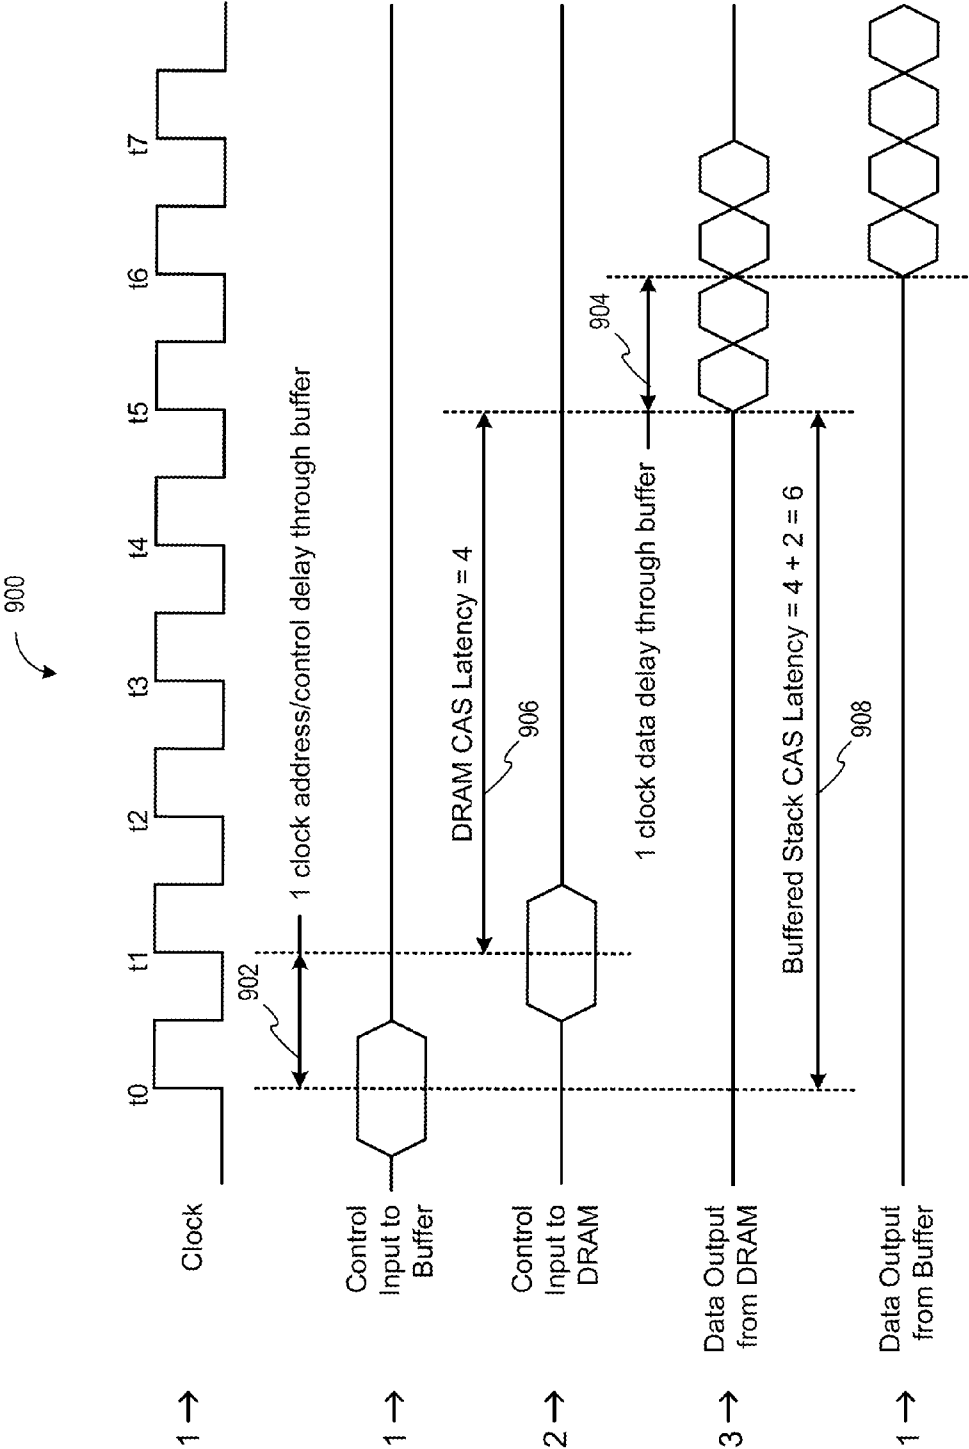 900
t0 t1 t2 t3 t4 t5 t6 t7
1 → Clock
902
1 clock address/control delay through buffer
1 → Control
Input to
Buffer
DRAM CAS Latency = 4
906
2 → Control
Input to
DRAM
904
1 clock data delay through buffer
3 → Data Output
from DRAM
Buffered Stack CAS Latency = 4 + 2 = 6
908
1 → Data Output
from Buffer